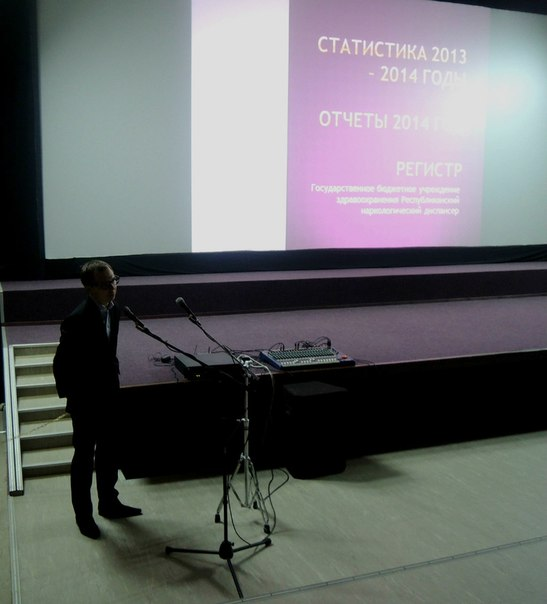 СТАТИСТИКА 2013
- 2014 ГОДЫ
ОТЧЕТЫ 2014
РЕГИСТР
Государственное бюджетное учреждение
здравоохранения Республиканский
наркологический диспансер